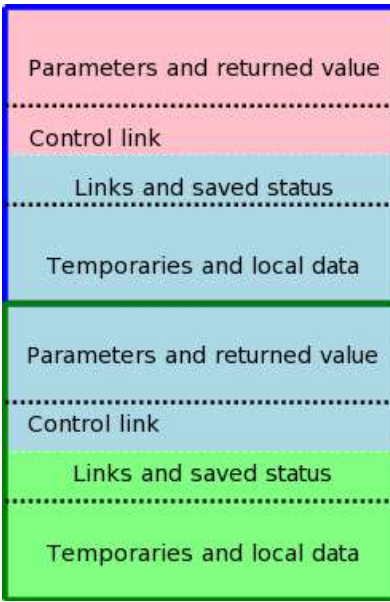 Parameters and returned value
Control link
Links and saved status
Temporaries and local data
Parameters and returned value
Control link
Links and saved status
Temporaries and local data